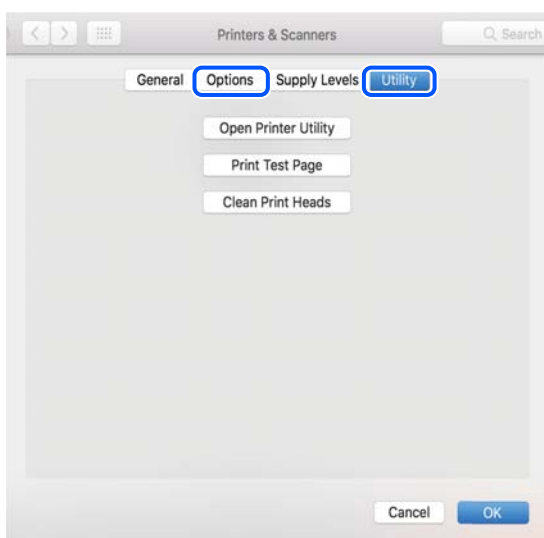 Printers & Scanners Search
General Options Supply Levels Utility
Open Printer Utility
Print Test Page
Clean Print Heads
Cancel OK